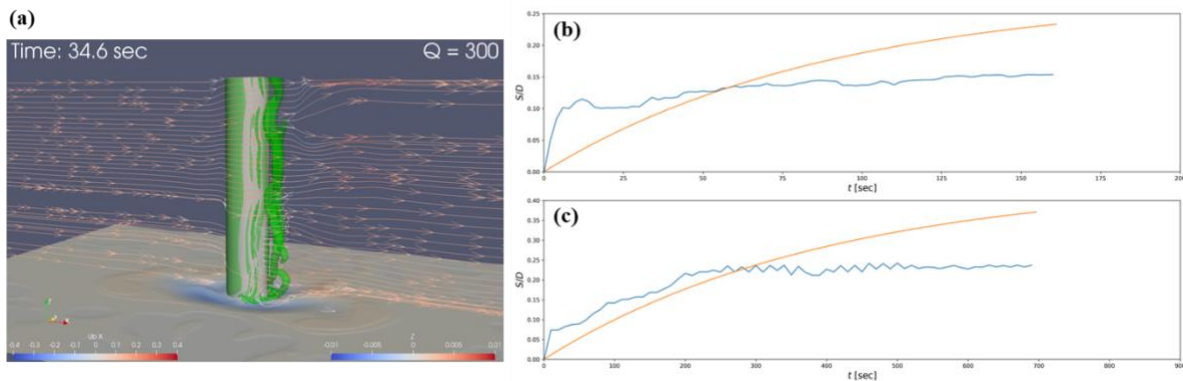 (a)
Time: 34.6 sec
Q = 300
Up X
-0.4 -0.3 -0.2 -0.1 0 0.1 0.2 0.3 0.4
Z
-0.01 -0.005 0 0.005 0.01
(b)
S/D
0.25
0.20
0.15
0.10
0.05
0.00
0 25 50 75 100 125 150 175 200
t [sec]
(c)
S/D
0.40
0.35
0.30
0.25
0.20
0.15
0.10
0.05
0.00
0 100 200 300 400 500 600 700 800 900
t [sec]